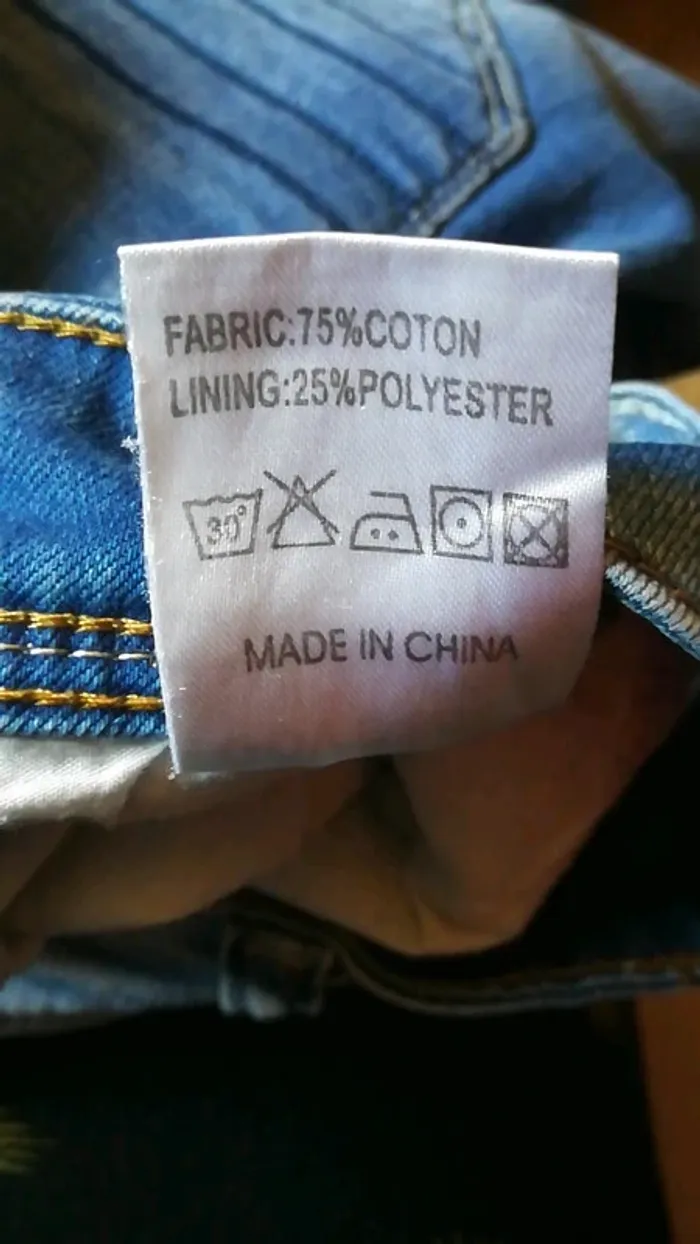 FABRIC:75%COTON
LINING:25%POLYESTER
30°
MADE IN CHINA